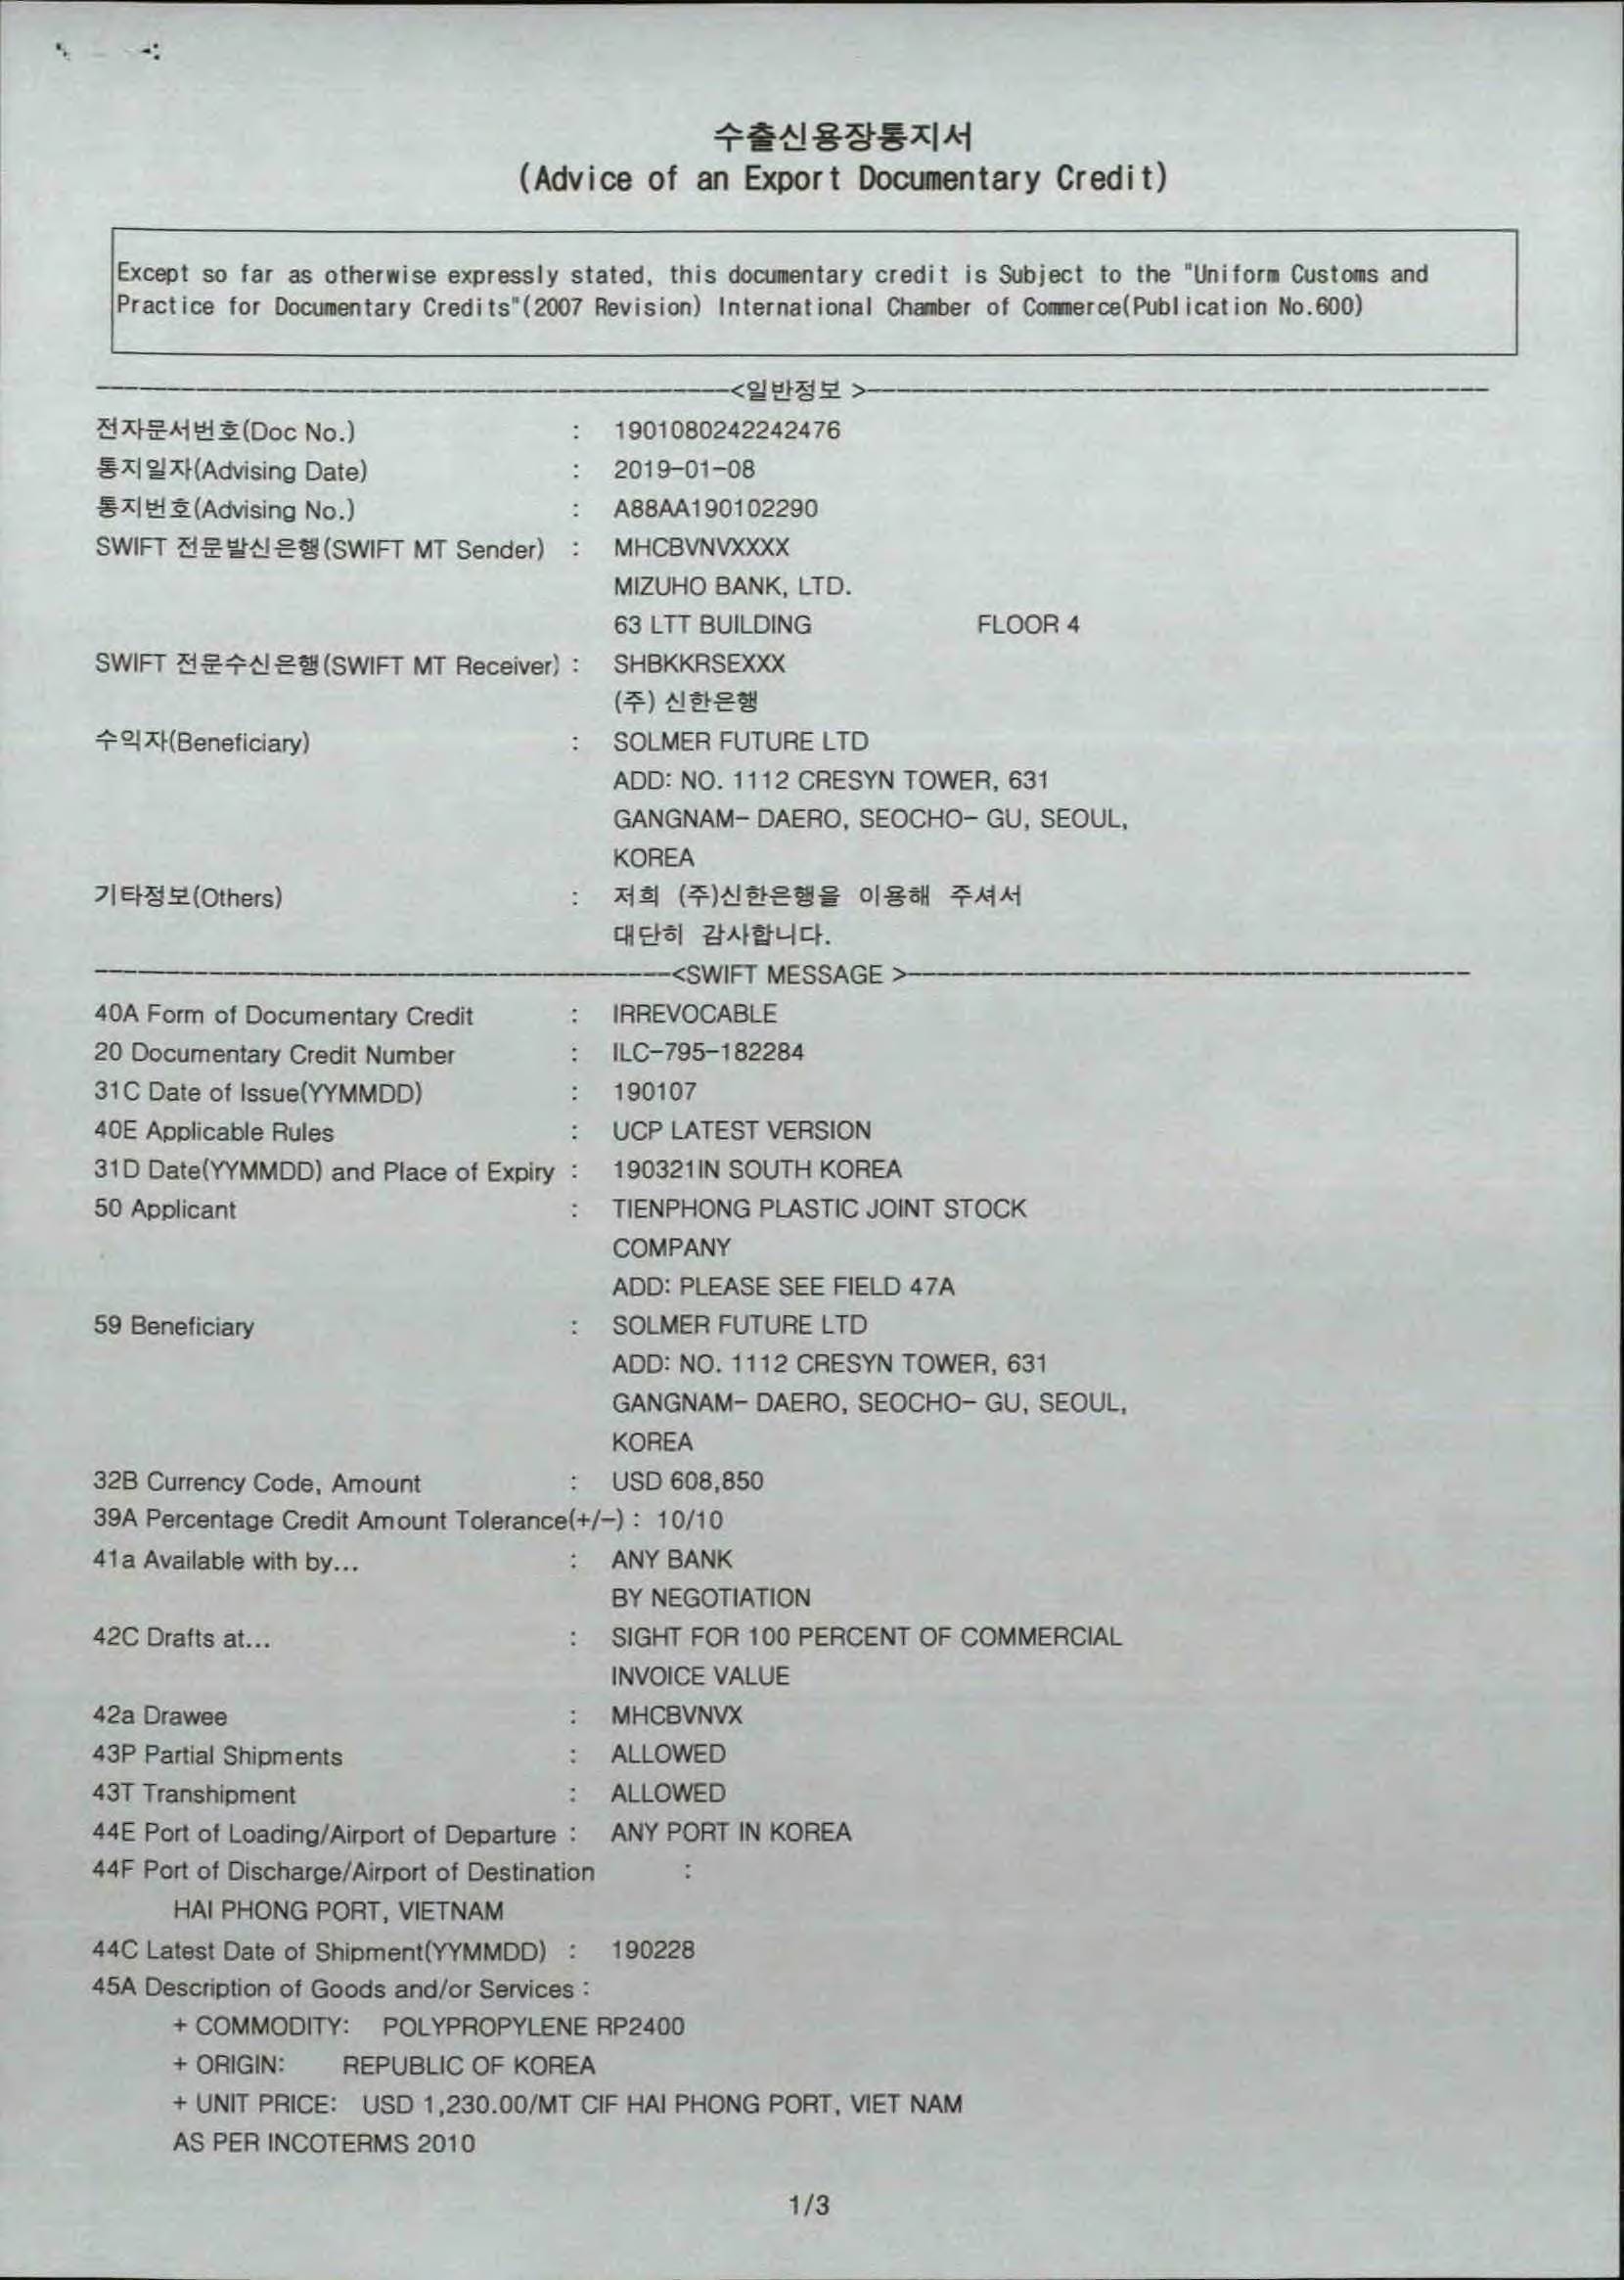 수출신용장통지서
(Advice of an Export Documentary Credit)
Except so far as otherwise expressly stated, this documentary credit is Subject to the "Uniform Customs and
Practice for Documentary Credits"(2007 Revision) International Chamber of Commerce(Publication No.600)
<일반정보 >
전자문서번호(Doc No.) : 1901080242242476
통지일자(Advising Date) : 2019-01-08
통지번호(Advising No.) : A88AA190102290
SWIFT 전문발신은행(SWIFT MT Sender) : MHCBVNVXXXX
MIZUHO BANK, LTD.
63 LTT BUILDING FLOOR 4
SWIFT 전문수신은행(SWIFT MT Receiver) : SHBKKRSEXXX
(주) 신한은행
수익자(Beneficiary) : SOLMER FUTURE LTD
ADD: NO. 1112 CRESYN TOWER, 631
GANGNAM- DAERO, SEOCHO- GU, SEOUL,
KOREA
기타정보(Others) : 저희 (주)신한은행을 이용해 주셔서
대단히 감사합니다.
<SWIFT MESSAGE >
40A Form of Documentary Credit : IRREVOCABLE
20 Documentary Credit Number : ILC-795-182284
31C Date of Issue(YYMMDD) : 190107
40E Applicable Rules : UCP LATEST VERSION
31D Date(YYMMDD) and Place of Expiry : 190321IN SOUTH KOREA
50 Applicant : TIENPHONG PLASTIC JOINT STOCK
COMPANY
ADD: PLEASE SEE FIELD 47A
59 Beneficiary : SOLMER FUTURE LTD
ADD: NO. 1112 CRESYN TOWER, 631
GANGNAM- DAERO, SEOCHO- GU, SEOUL,
KOREA
32B Currency Code, Amount : USD 608,850
39A Percentage Credit Amount Tolerance(+/-) : 10/10
41a Available with by... : ANY BANK
BY NEGOTIATION
42C Drafts at... : SIGHT FOR 100 PERCENT OF COMMERCIAL
INVOICE VALUE
42a Drawee : MHCBVNVX
43P Partial Shipments : ALLOWED
43T Transhipment : ALLOWED
44E Port of Loading/Airport of Departure : ANY PORT IN KOREA
44F Port of Discharge/Airport of Destination :
HAI PHONG PORT, VIETNAM
44C Latest Date of Shipment(YYMMDD) : 190228
45A Description of Goods and/or Services :
+ COMMODITY: POLYPROPYLENE RP2400
+ ORIGIN: REPUBLIC OF KOREA
+ UNIT PRICE: USD 1,230.00/MT CIF HAI PHONG PORT, VIET NAM
AS PER INCOTERMS 2010
1/3